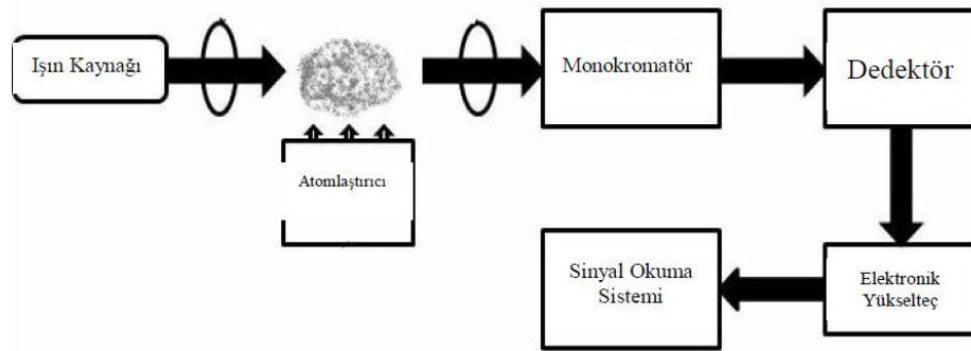 Işın Kaynağı
Monokromatör
Dedektör
Atomlaştırıcı
Sinyal Okuma
Sistemi
Elektronik
Yükselteç